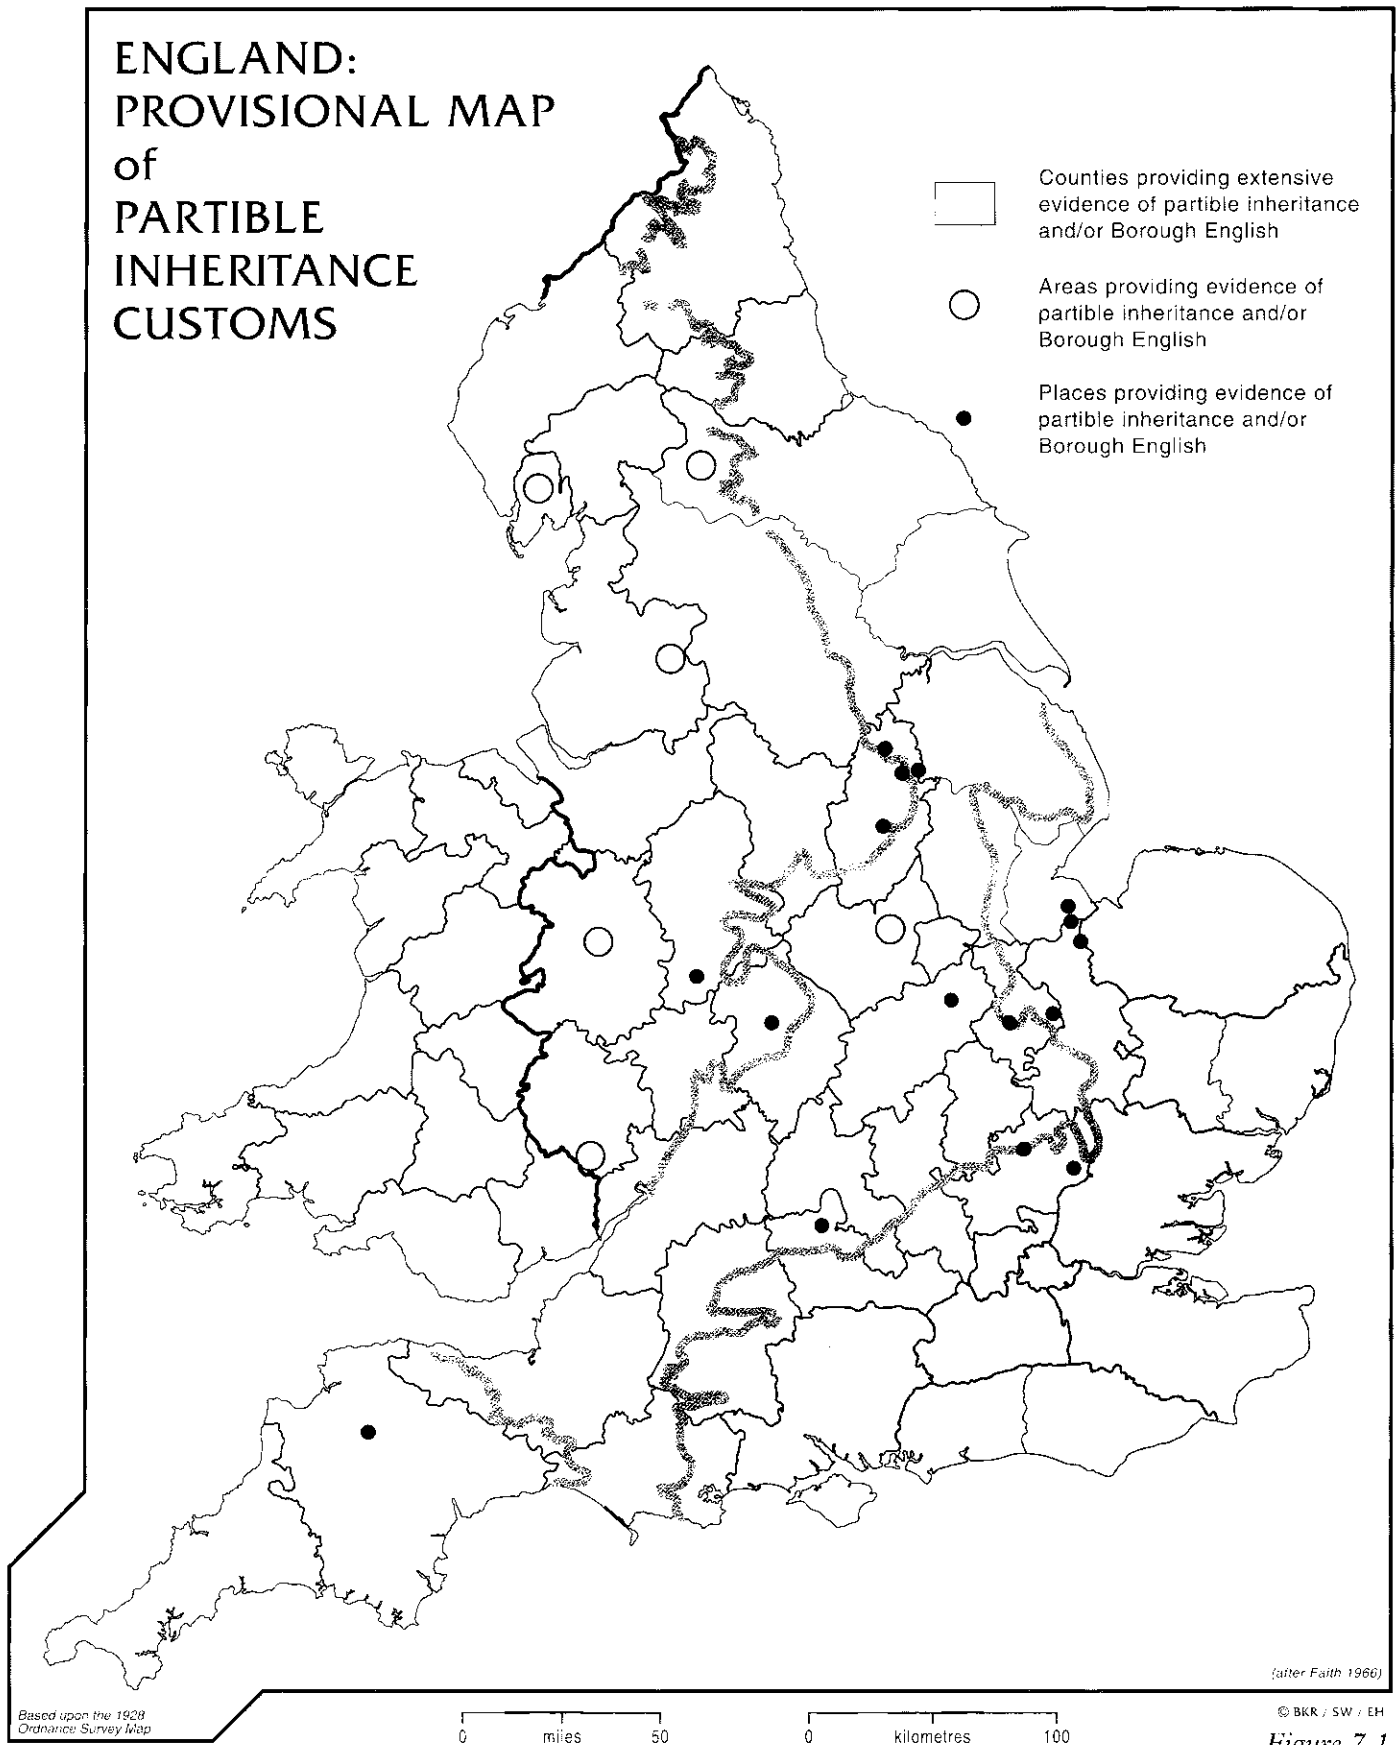 ENGLAND:
PROVISIONAL MAP
of
PARTIBLE
INHERITANCE
CUSTOMS
Counties providing extensive
evidence of partible inheritance
and/or Borough English
Areas providing evidence of
partible inheritance and/or
Borough English
Places providing evidence of
partible inheritance and/or
Borough English
(after Faith 1966)
Based upon the 1928
Ordnance Survey Map
0 miles 50
0 kilometres 100
© BKR / SW / EH
Figure 7.1